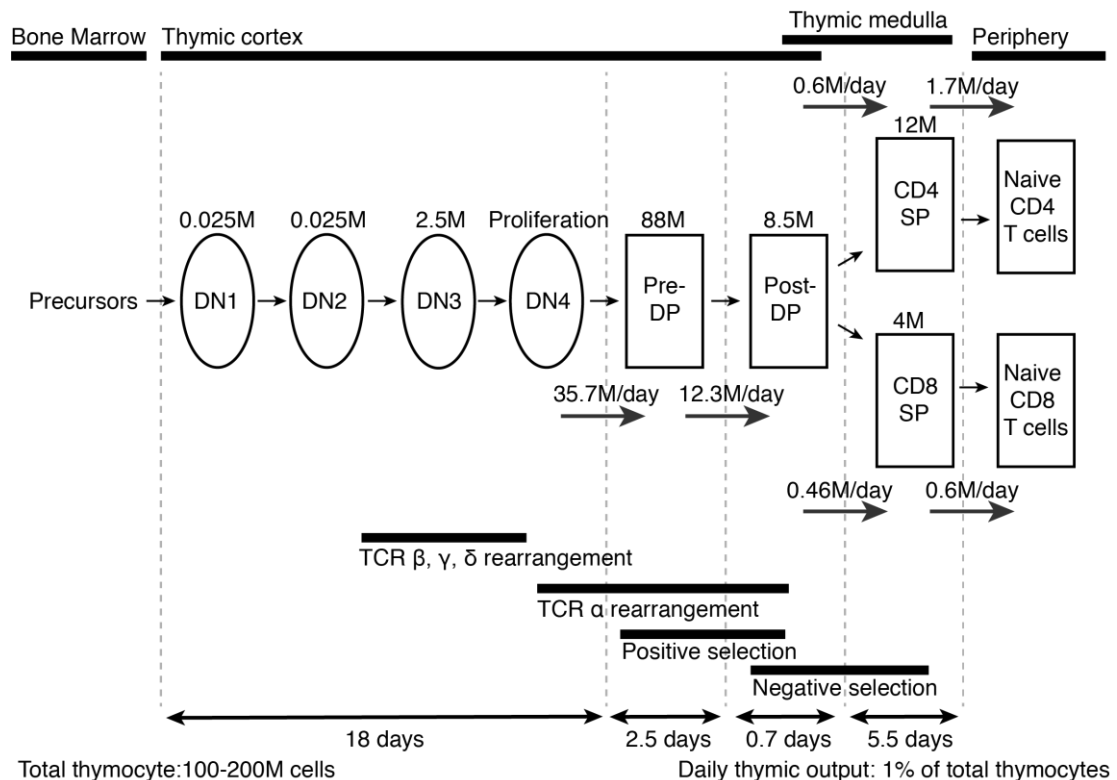 Thymic medulla
Bone Marrow
Thymic cortex
Periphery
0.6M/day
1.7M/day
12M
CD4
SP
Naive
CD4
T cells
0.025M
0.025M
2.5M
Proliferation
88M
8.5M
Precursors
DN1
DN2
DN3
DN4
Pre-
DP
Post-
DP
4M
CD8
SP
Naive
CD8
T cells
35.7M/day
12.3M/day
0.46M/day
0.6M/day
TCR β, γ, δ rearrangement
TCR α rearrangement
Positive selection
Negative selection
18 days
2.5 days
0.7 days
5.5 days
Total thymocyte:100-200M cells
Daily thymic output: 1% of total thymocytes